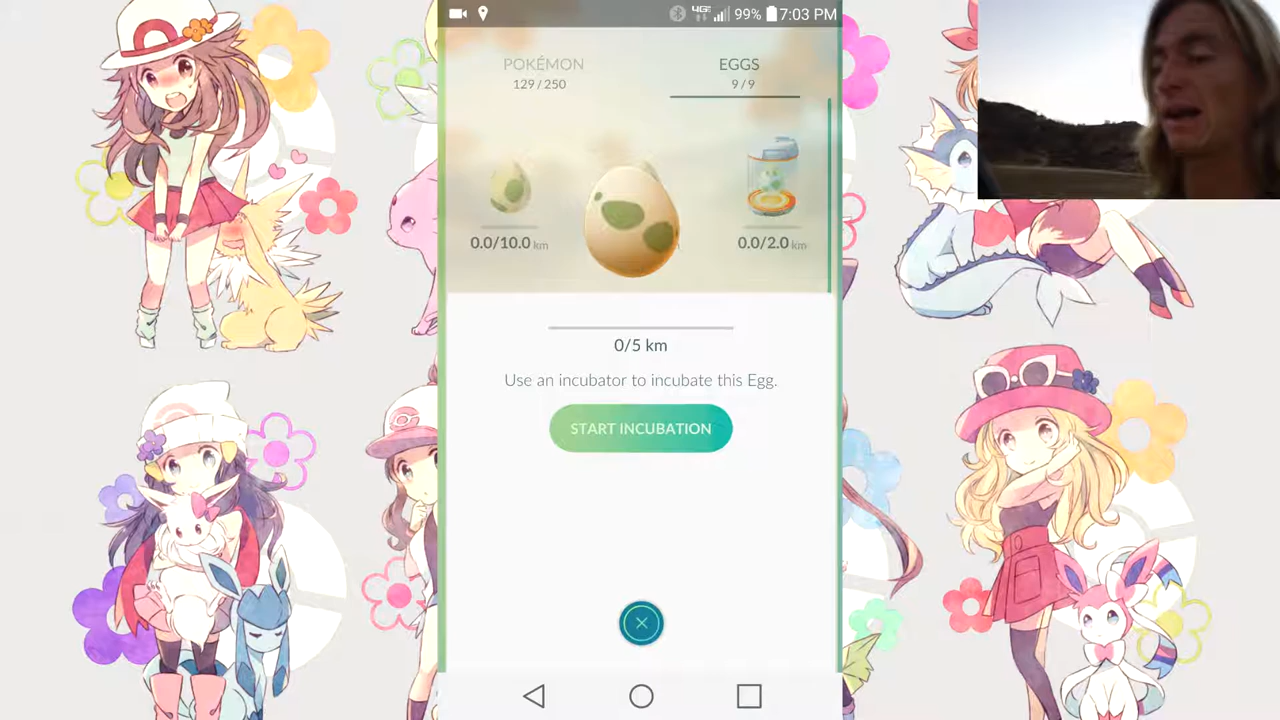 4GE 99% 7:03 PM
POKÉMON EGGS
129 / 250 9 / 9
0.0/10.0 km 0.0/2.0 km
0/5 km
Use an incubator to incubate this Egg.
START INCUBATION